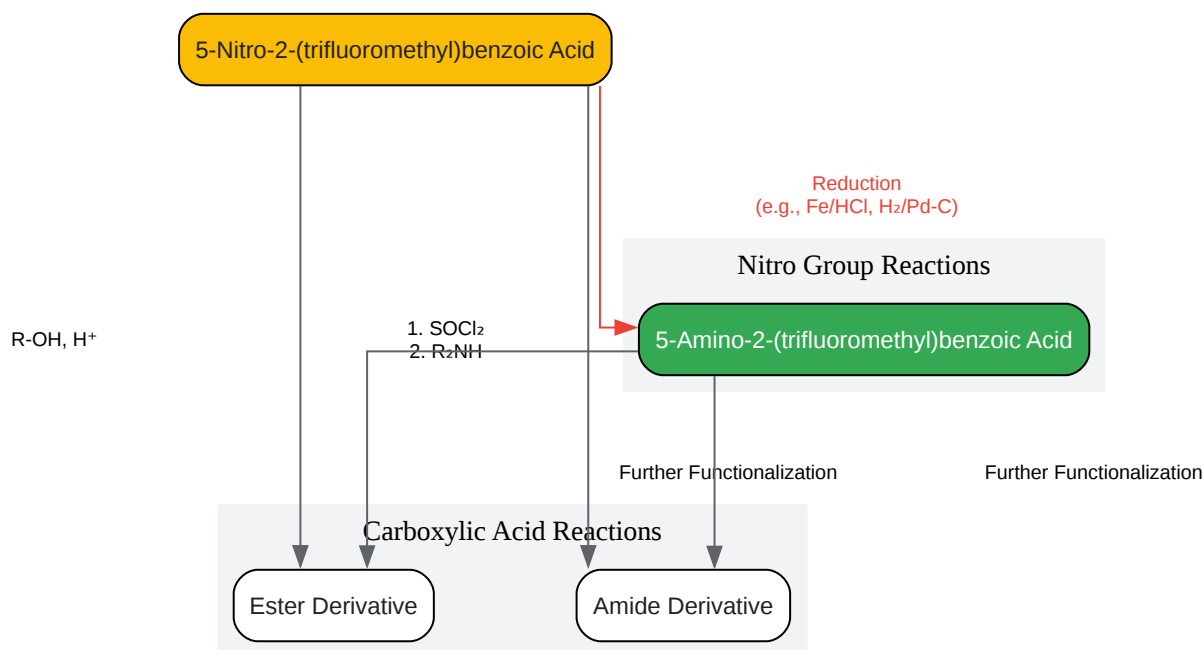 5-Nitro-2-(trifluoromethyl)benzoic Acid
Reduction
(e.g., Fe/HCl, H₂/Pd-C)
Nitro Group Reactions
R-OH, H⁺
1. SOCl₂
2. R₂NH
5-Amino-2-(trifluoromethyl)benzoic Acid
Further Functionalization
Further Functionalization
Carboxylic Acid Reactions
Ester Derivative
Amide Derivative